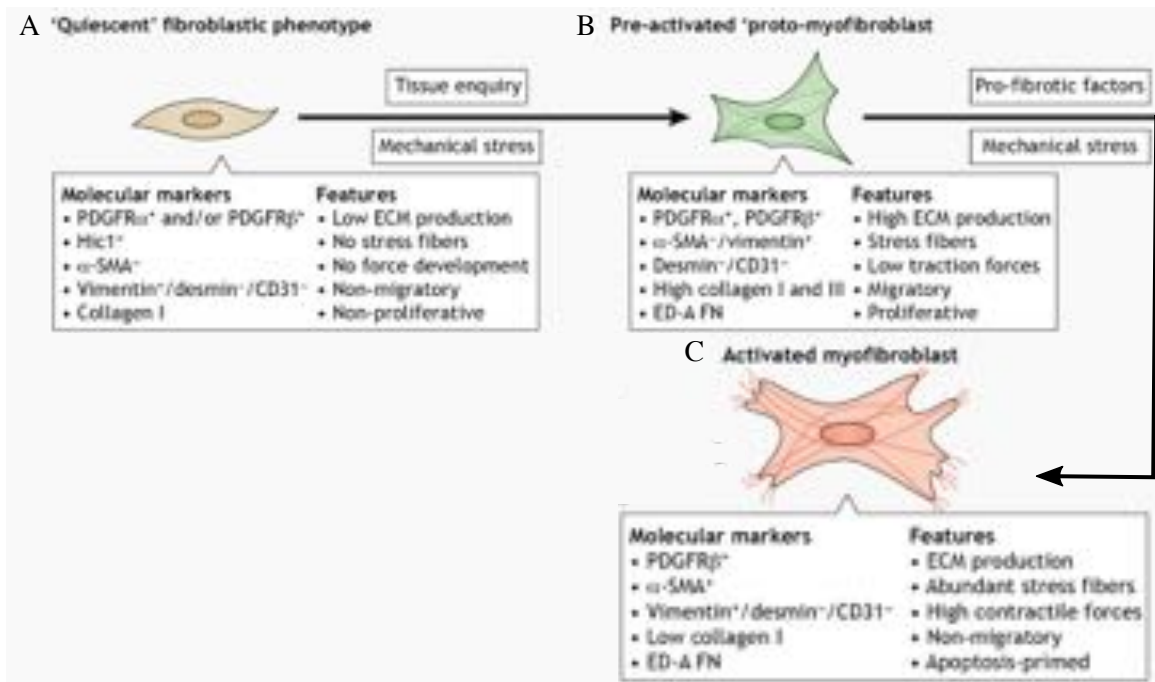 A 'Quiescent' fibroblastic phenotype
Tissue enquiry
Mechanical stress
Molecular markers
• PDGFRα⁺ and/or PDGFRβ⁺
• Hic1⁺
• α-SMA⁻
• Vimentin⁺/desmin⁻/CD31⁻
• Collagen I
Features
• Low ECM production
• No stress fibers
• No force development
• Non-migratory
• Non-proliferative
B Pre-activated 'proto-myofibroblast
Pro-fibrotic factors
Mechanical stress
Molecular markers
• PDGFRα⁺, PDGFRβ⁺
• α-SMA⁻/vimentin⁺
• Desmin⁻/CD31⁻
• High collagen I and III
• ED-A FN
Features
• High ECM production
• Stress fibers
• Low traction forces
• Migratory
• Proliferative
C Activated myofibroblast
Molecular markers
• PDGFRβ⁺
• α-SMA⁺
• Vimentin⁺/desmin⁻/CD31⁻
• Low collagen I
• ED-A FN
Features
• ECM production
• Abundant stress fibers
• High contractile forces
• Non-migratory
• Apoptosis-primed